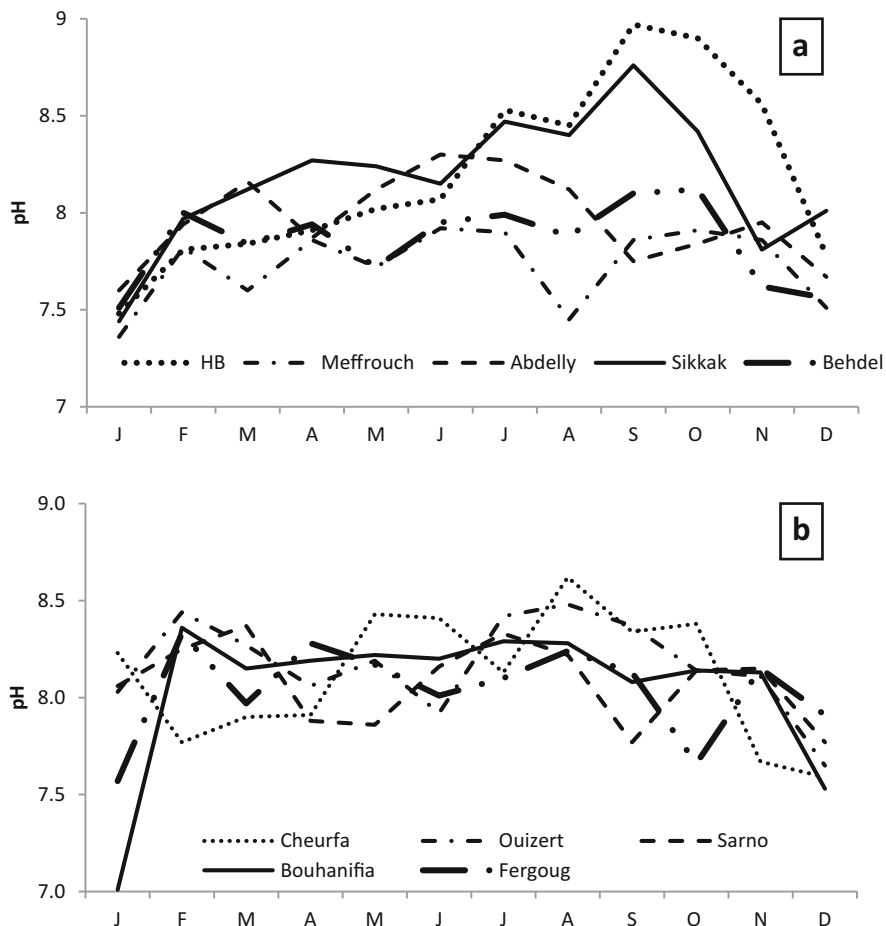 9
a
8.5
8
pH
7.5
HB Meffrouch Abdelly Sikkak Behdel
7
J F M A M J J A S O N D
9.0
b
8.5
8.0
pH
7.5
Cheurfa Ouizert Sarno
Bouhanifia Fergoug
7.0
J F M A M J J A S O N D